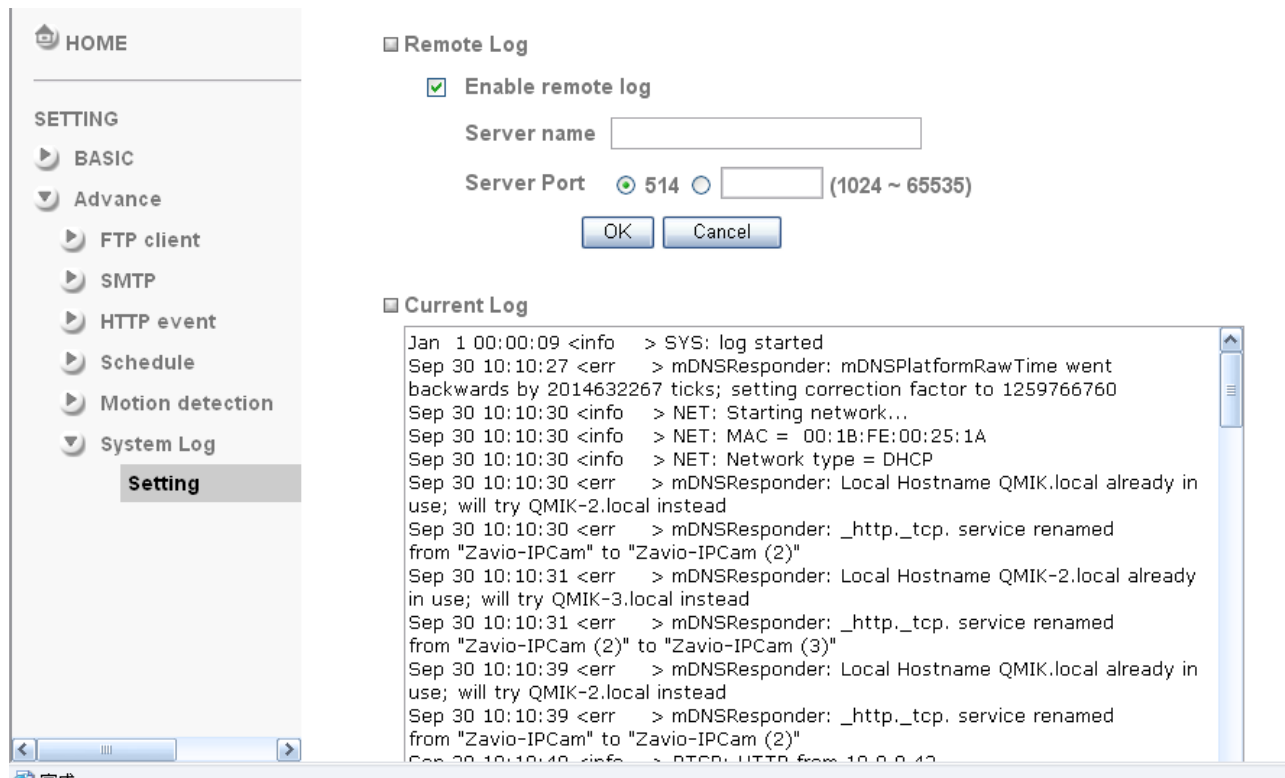 HOME
SETTING
BASIC
Advance
FTP client
SMTP
HTTP event
Schedule
Motion detection
System Log
Setting
Remote Log
Enable remote log
Server name
Server Port 514 (1024 ~ 65535)
OK Cancel
Current Log
Jan 1 00:00:09 <info > SYS: log started
Sep 30 10:10:27 <err > mDNSResponder: mDNSPlatformRawTime went
backwards by 2014632267 ticks; setting correction factor to 1259766760
Sep 30 10:10:30 <info > NET: Starting network...
Sep 30 10:10:30 <info > NET: MAC = 00:1B:FE:00:25:1A
Sep 30 10:10:30 <info > NET: Network type = DHCP
Sep 30 10:10:30 <err > mDNSResponder: Local Hostname QMIK.local already in
use; will try QMIK-2.local instead
Sep 30 10:10:30 <err > mDNSResponder: _http._tcp. service renamed
from "Zavio-IPCam" to "Zavio-IPCam (2)"
Sep 30 10:10:31 <err > mDNSResponder: Local Hostname QMIK-2.local already
in use; will try QMIK-3.local instead
Sep 30 10:10:31 <err > mDNSResponder: _http._tcp. service renamed
from "Zavio-IPCam (2)" to "Zavio-IPCam (3)"
Sep 30 10:10:39 <err > mDNSResponder: Local Hostname QMIK.local already in
use; will try QMIK-2.local instead
Sep 30 10:10:39 <err > mDNSResponder: _http._tcp. service renamed
from "Zavio-IPCam" to "Zavio-IPCam (2)"